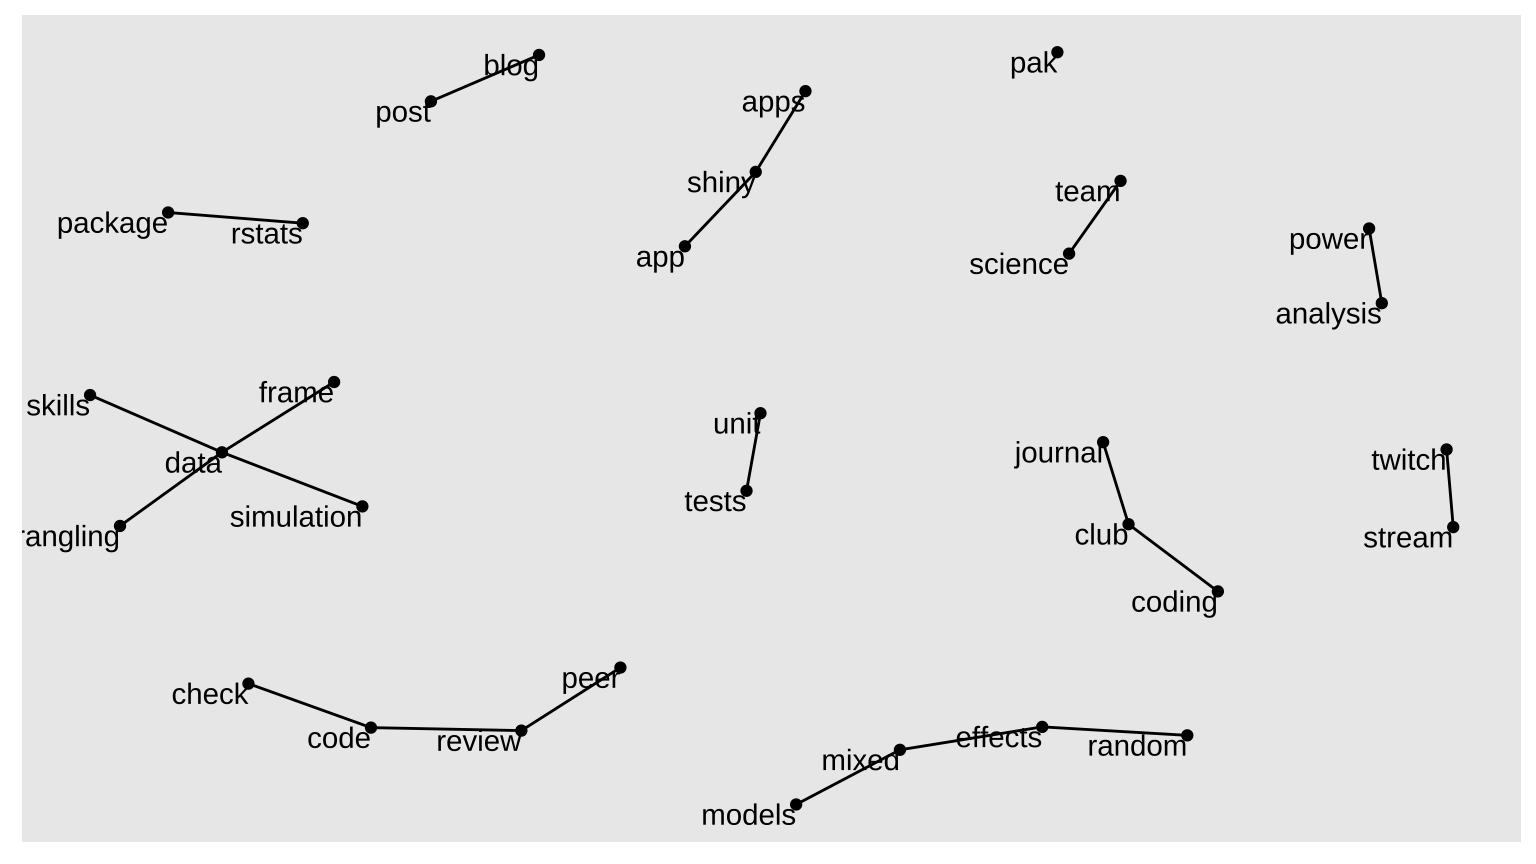 blog
pak
post
apps
shiny
team
package
rstats
app
science
power
analysis
frame
skills
data
unit
journal
twitch
simulation
tests
rangling
club
stream
coding
peer
check
code
review
effects
random
mixed
models